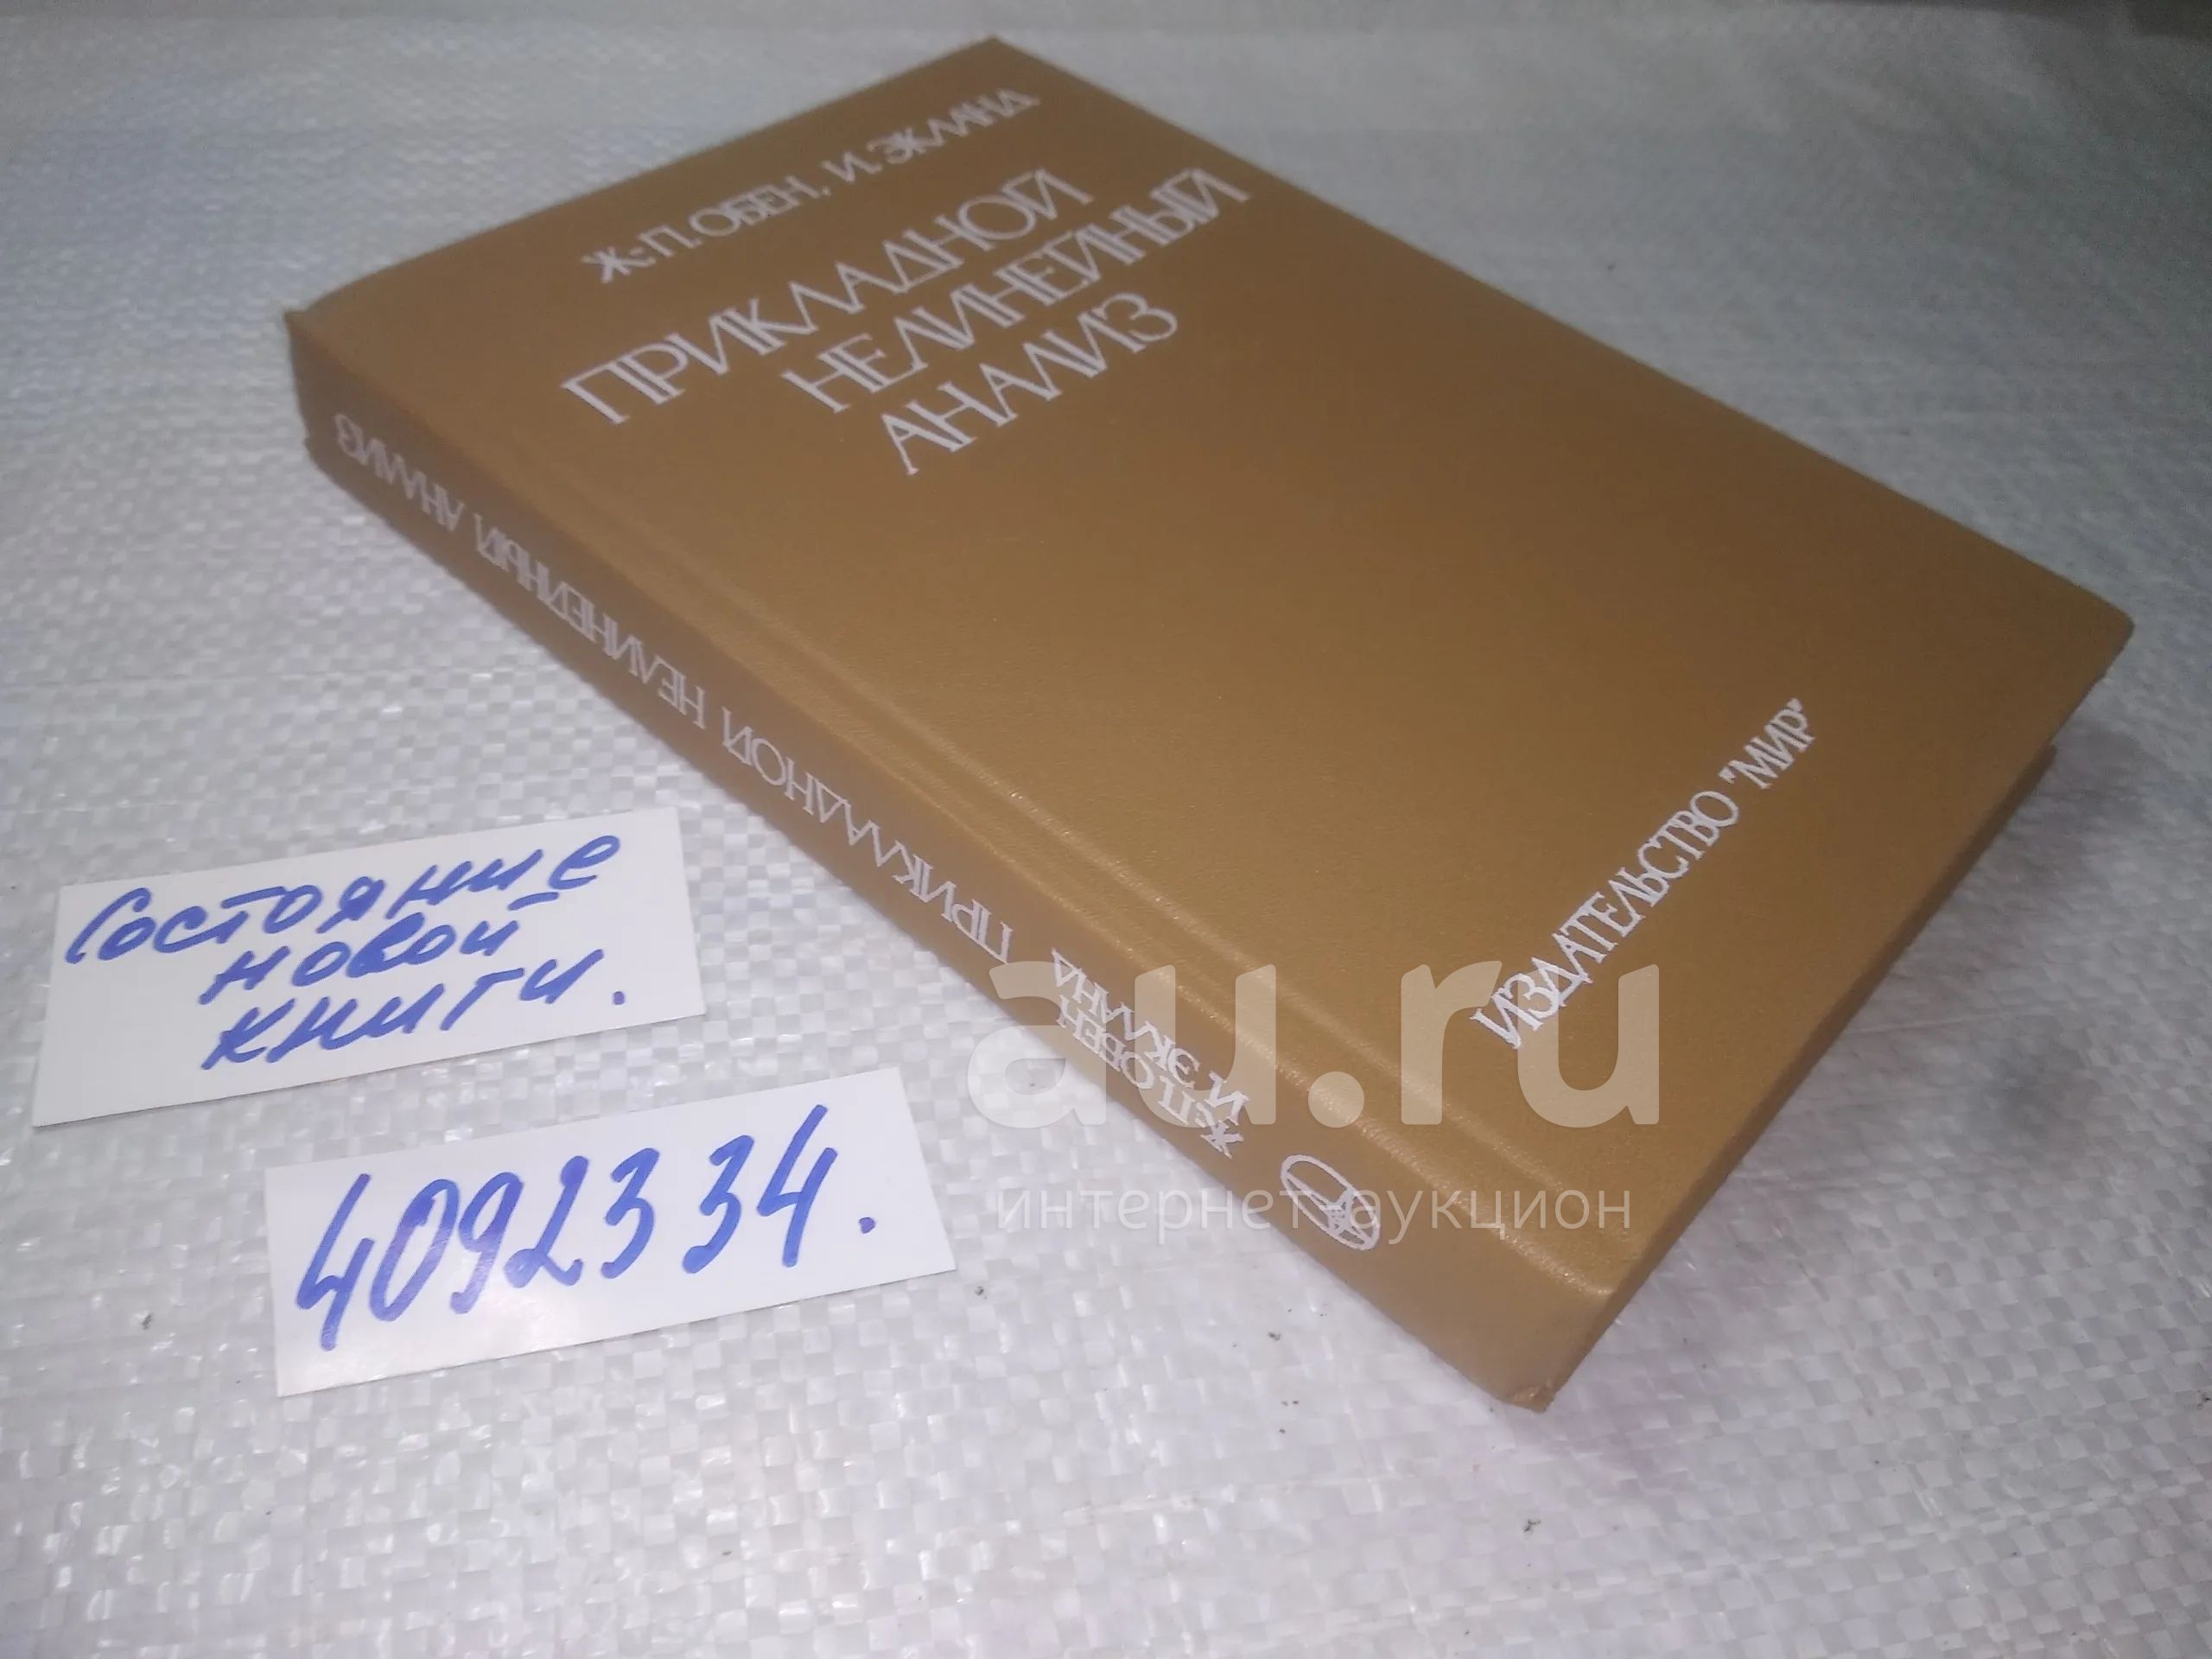 Ж.-П. ОБЕН, И. ЭКЛАНД
ПРИКЛАДНОЙ
НЕЛИНЕЙНЫЙ
АНАЛИЗ
ИЗДАТЕЛЬСТВО "МИР"
Ж.-П. ОБЕН
И. ЭКЛАНД
ПРИКЛАДНОЙ НЕЛИНЕЙНЫЙ АНАЛИЗ
Состояние
новой
книги.
4092334.
au.ru
интернет-аукцион